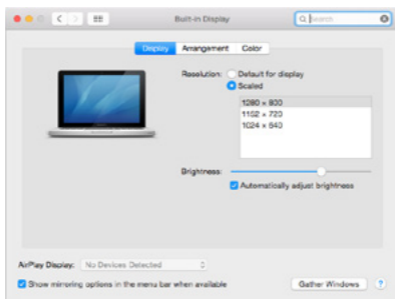 Built-in Display
Search
Display Arrangement Color
Resolution: Default for display
Scaled
1280 × 800
1152 × 720
1024 × 640
Brightness:
Automatically adjust brightness
AirPlay Display: No Devices Detected
Show mirroring options in the menu bar when available
Gather Windows ?